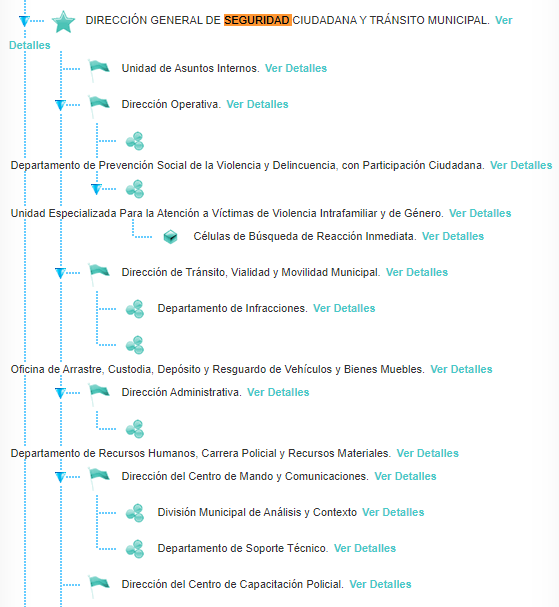 DIRECCIÓN GENERAL DE SEGURIDAD CIUDADANA Y TRÁNSITO MUNICIPAL. Ver
Detalles
Unidad de Asuntos Internos. Ver Detalles
Dirección Operativa. Ver Detalles
Departamento de Prevención Social de la Violencia y Delincuencia, con Participación Ciudadana. Ver Detalles
Unidad Especializada Para la Atención a Víctimas de Violencia Intrafamiliar y de Género. Ver Detalles
Células de Búsqueda de Reacción Inmediata. Ver Detalles
Dirección de Tránsito, Vialidad y Movilidad Municipal. Ver Detalles
Departamento de Infracciones. Ver Detalles
Oficina de Arrastre, Custodia, Depósito y Resguardo de Vehículos y Bienes Muebles. Ver Detalles
Dirección Administrativa. Ver Detalles
Departamento de Recursos Humanos, Carrera Policial y Recursos Materiales. Ver Detalles
Dirección del Centro de Mando y Comunicaciones. Ver Detalles
División Municipal de Análisis y Contexto Ver Detalles
Departamento de Soporte Técnico. Ver Detalles
Dirección del Centro de Capacitación Policial. Ver Detalles